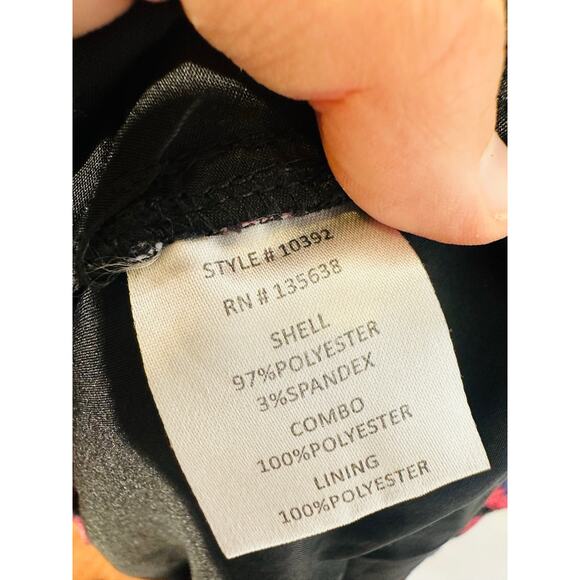 STYLE # 10392
RN # 135638
SHELL
97%POLYESTER
3%SPANDEX
COMBO
100%POLYESTER
LINING
100%POLYESTER